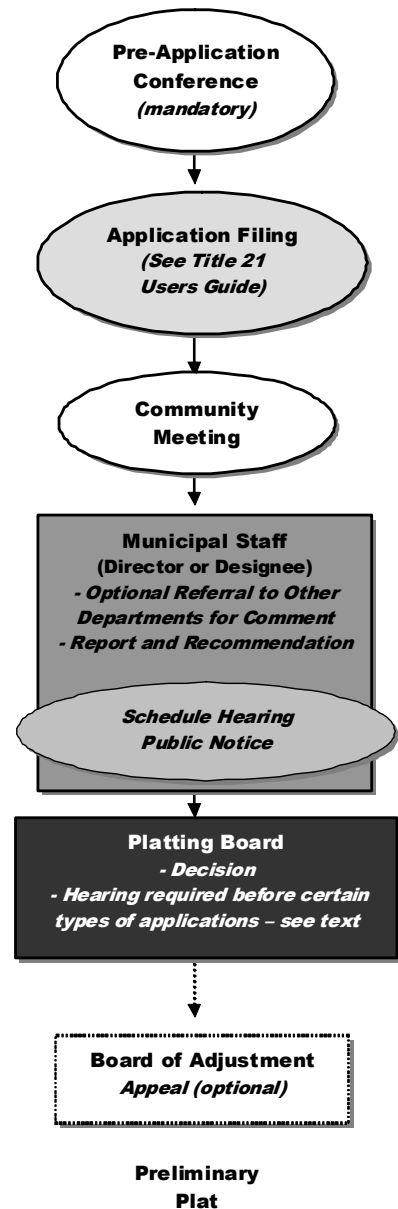 Pre-Application
Conference
(mandatory)
Application Filing
(See Title 21
Users Guide)
Community
Meeting
Municipal Staff
(Director or Designee)
- Optional Referral to Other
Departments for Comment
- Report and Recommendation
Schedule Hearing
Public Notice
Platting Board
- Decision
- Hearing required before certain
types of applications – see text
Board of Adjustment
Appeal (optional)
Preliminary
Plat